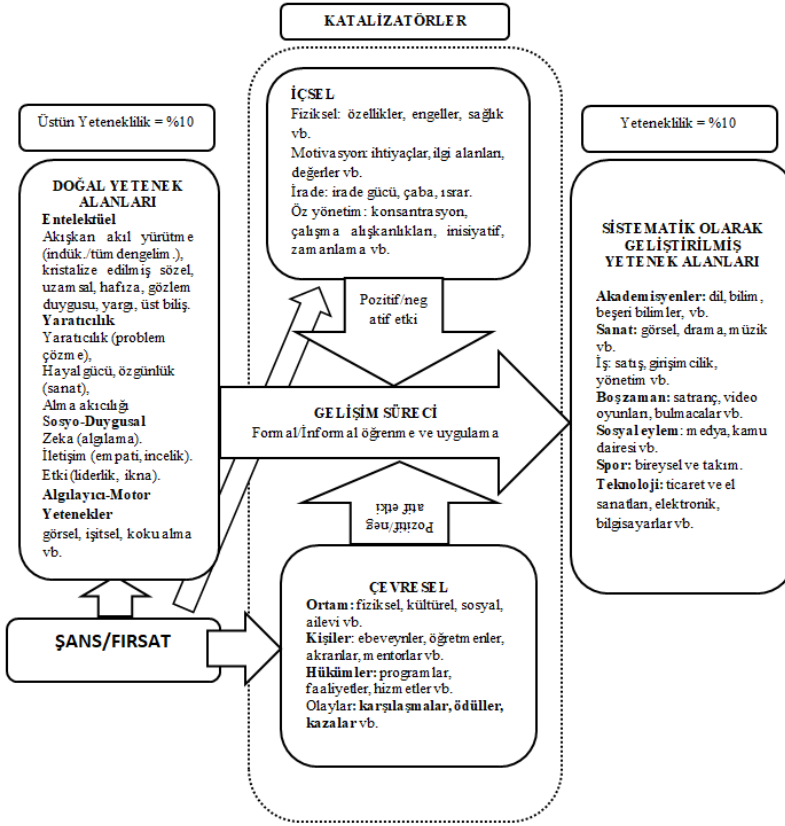 KATALİZATÖRLER
Üstün Yeteneklilik = %10
DOĞAL YETENEK
ALANLARI
Entelektüel
Akışkan akıl yürütme
(indük./tüm dengelim.),
kristalize edilmiş sözel,
uzamsal, hafıza, gözlem
duygusu, yargı, üst biliş.
Yaratıcılık
Yaratıcılık (problem
çözme),
Hayal gücü, özgünlük
(sanat),
Alma akıcılığı
Sosyo-Duygusal
Zeka (algılama).
İletişim (empati, incelik).
Etki (liderlik, ikna).
Algılayıcı-Motor
Yetenekler
görsel, işitsel, koku alma
vb.
ŞANS/FIRSAT
İÇSEL
Fiziksel: özellikler, engeller, sağlık
vb.
Motivasyon: ihtiyaçlar, ilgi alanları,
değerler vb.
İrade: irade gücü, çaba, ısrar.
Öz yönetim: konsantrasyon,
çalışma alışkanlıkları, inisiyatif,
zamanlama vb.
Pozitif/neg
atif etki
GELİŞİM SÜRECİ
Formal/İnformal öğrenme ve uygulama
Pozitif/neg
atif etki
ÇEVRESEL
Ortam: fiziksel, kültürel, sosyal,
ailevi vb.
Kişiler: ebeveynler, öğretmenler,
akranlar, mentorlar vb.
Hükümler: programlar,
faaliyetler, hizmetler vb.
Olaylar: karşılaşmalar, ödüller,
kazalar vb.
Yeteneklilik = %10
SİSTEMATİK OLARAK
GELİŞTİRİLMİŞ
YETENEK ALANLARI
Akademisyenler: dil, bilim,
beşeri bilimler, vb.
Sanat: görsel, drama, müzik
vb.
İş: satış, girişimcilik,
yönetim vb.
Boş zaman: satranç, video
oyunları, bulmacalar vb.
Sosyal eylem: medya, kamu
dairesi vb.
Spor: bireysel ve takım.
Teknoloji: ticaret ve el
sanatları, elektronik,
bilgisayarlar vb.